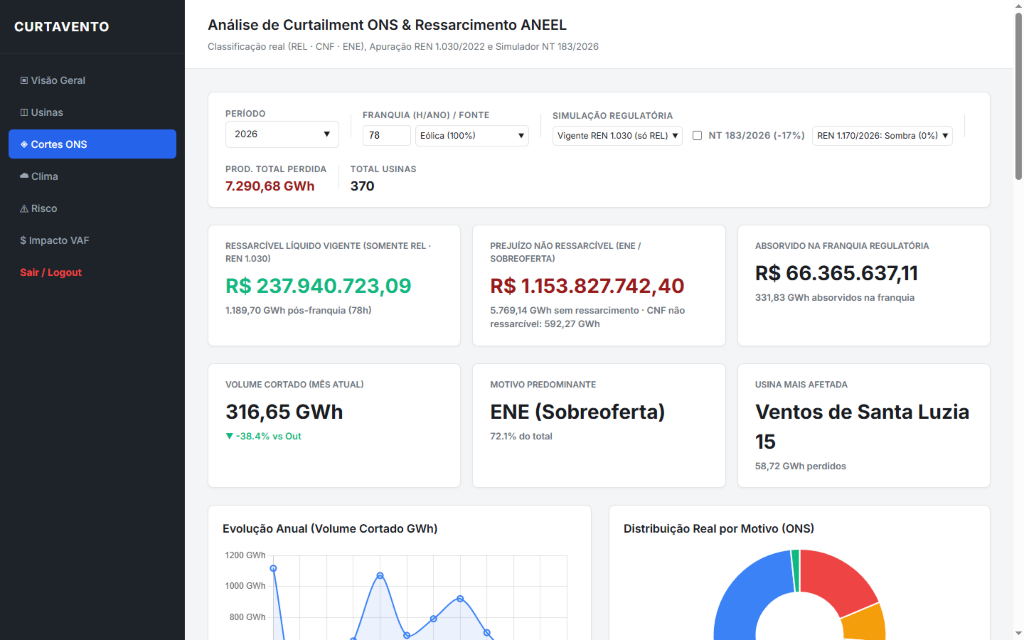 CURTAVENTO
Visão Geral
Usinas
Cortes ONS
Clima
Risco
$ Impacto VAF
Sair / Logout
Análise de Curtailment ONS & Ressarcimento ANEEL
Classificação real (REL · CNF · ENE), Apuração REN 1.030/2022 e Simulador NT 183/2026
PERÍODO
2026
FRANQUIA (H/ANO) / FONTE
78
Eólica (100%)
SIMULAÇÃO REGULATÓRIA
Vigente REN 1.030 (só REL)
NT 183/2026 (-17%)
REN 1.170/2026: Sombra (0%)
PROD. TOTAL PERDIDA
7.290,68 GWh
TOTAL USINAS
370
RESSARCÍVEL LÍQUIDO VIGENTE (SOMENTE REL ·
REN 1.030)
R$ 237.940.723,09
1.189,70 GWh pós-franquia (78h)
PREJUÍZO NÃO RESSARCÍVEL (ENE /
SOBREOFERTA)
R$ 1.153.827.742,40
5.769,14 GWh sem ressarcimento · CNF não
ressarcível: 592,27 GWh
ABSORVIDO NA FRANQUIA REGULATÓRIA
R$ 66.365.637,11
331,83 GWh absorvidos na franquia
VOLUME CORTADO (MÊS ATUAL)
316,65 GWh
▼ -38.4% vs Out
MOTIVO PREDOMINANTE
ENE (Sobreoferta)
72.1% do total
USINA MAIS AFETADA
Ventos de Santa Luzia
15
58,72 GWh perdidos
Evolução Anual (Volume Cortado GWh)
1200 GWh
1000 GWh
800 GWh
Distribuição Real por Motivo (ONS)